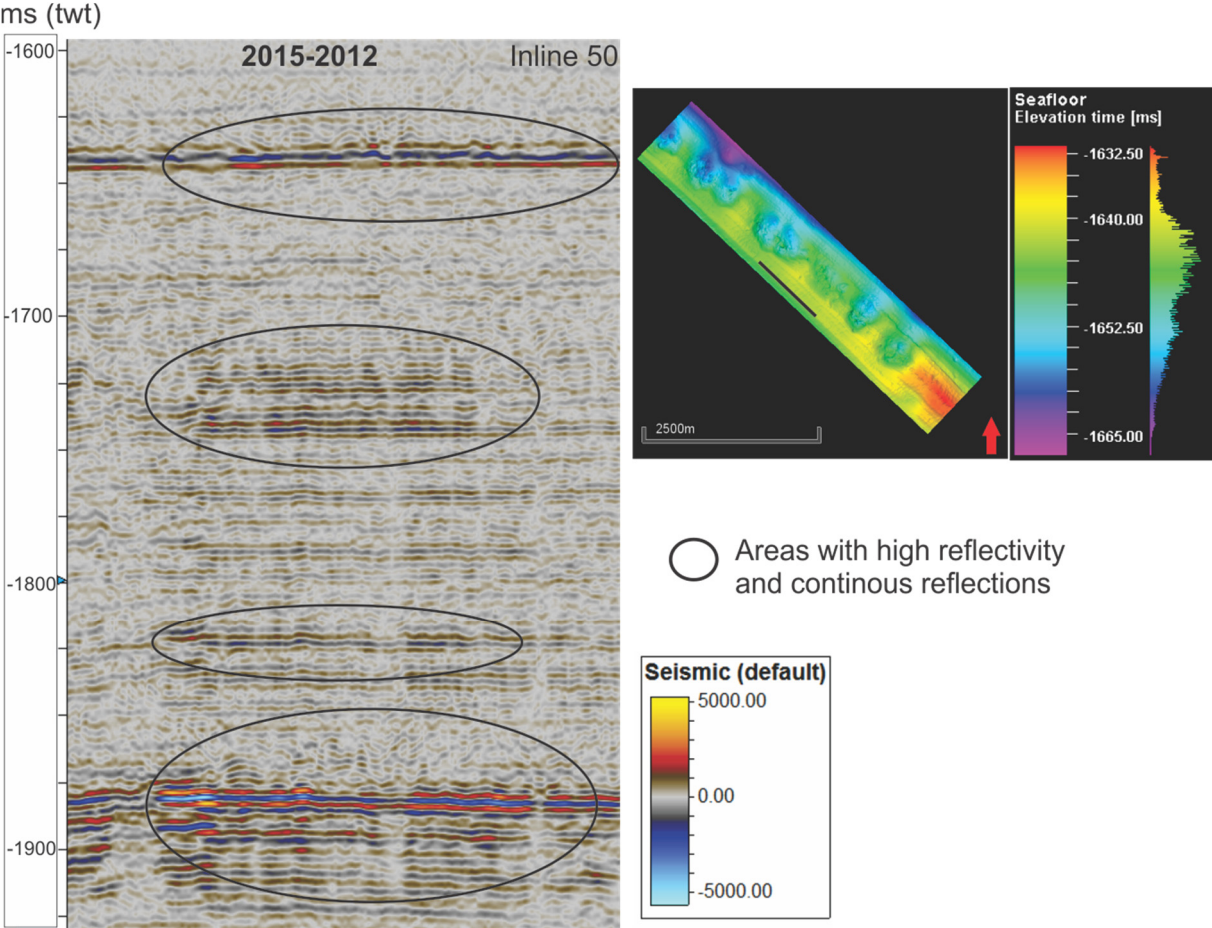 ms (twt)
-1600
2015-2012
Inline 50
-1700
-1800
-1900
2500m
Seafloor
Elevation time [ms]
-1632.50
-1640.00
-1652.50
-1665.00
Areas with high reflectivity
and continous reflections
Seismic (default)
5000.00
0.00
-5000.00